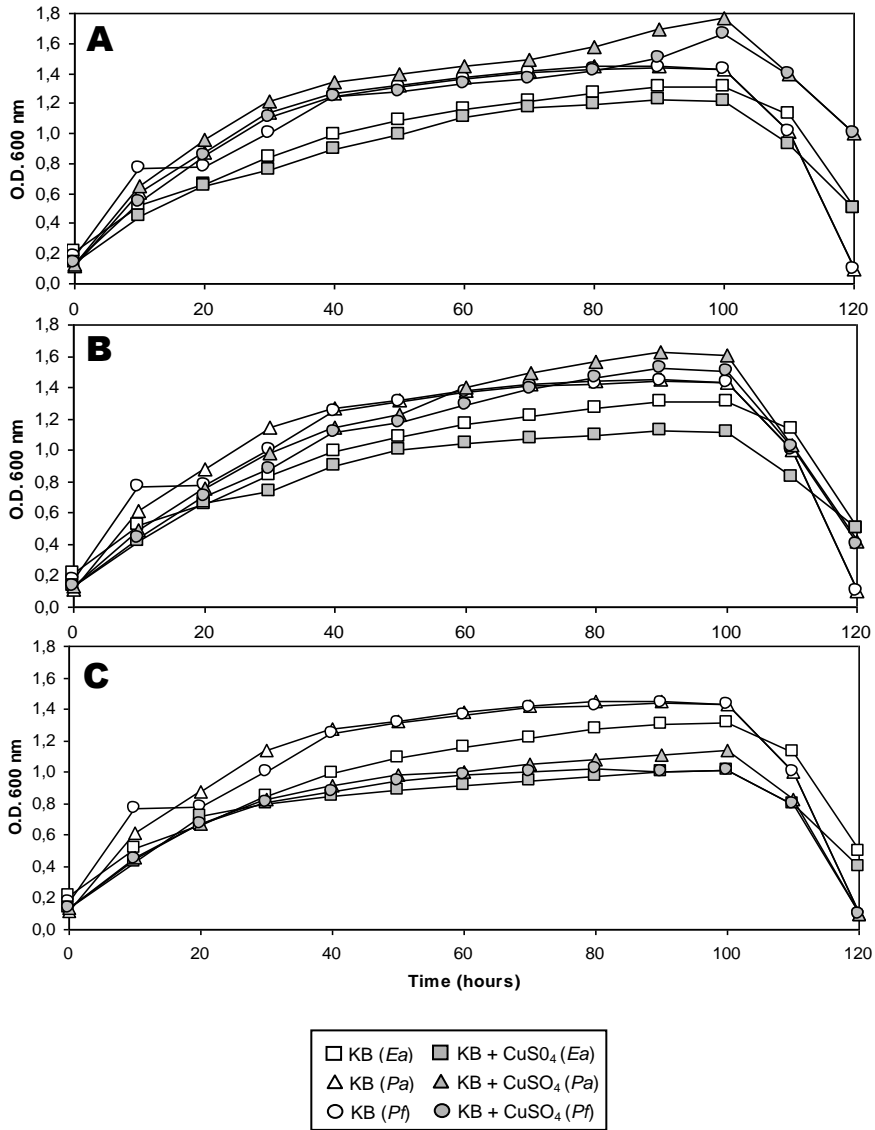 A
O.D. 600 nm
1,8
1,6
1,4
1,2
1,0
0,8
0,6
0,4
0,2
0,0
0 20 40 60 80 100 120
B
O.D. 600 nm
1,8
1,6
1,4
1,2
1,0
0,8
0,6
0,4
0,2
0,0
0 20 40 60 80 100 120
C
O.D. 600 nm
1,8
1,6
1,4
1,2
1,0
0,8
0,6
0,4
0,2
0,0
0 20 40 60 80 100 120
Time (hours)
KB (Ea) KB + CuS0₄ (Ea)
KB (Pa) KB + CuSO₄ (Pa)
KB (Pf) KB + CuSO₄ (Pf)